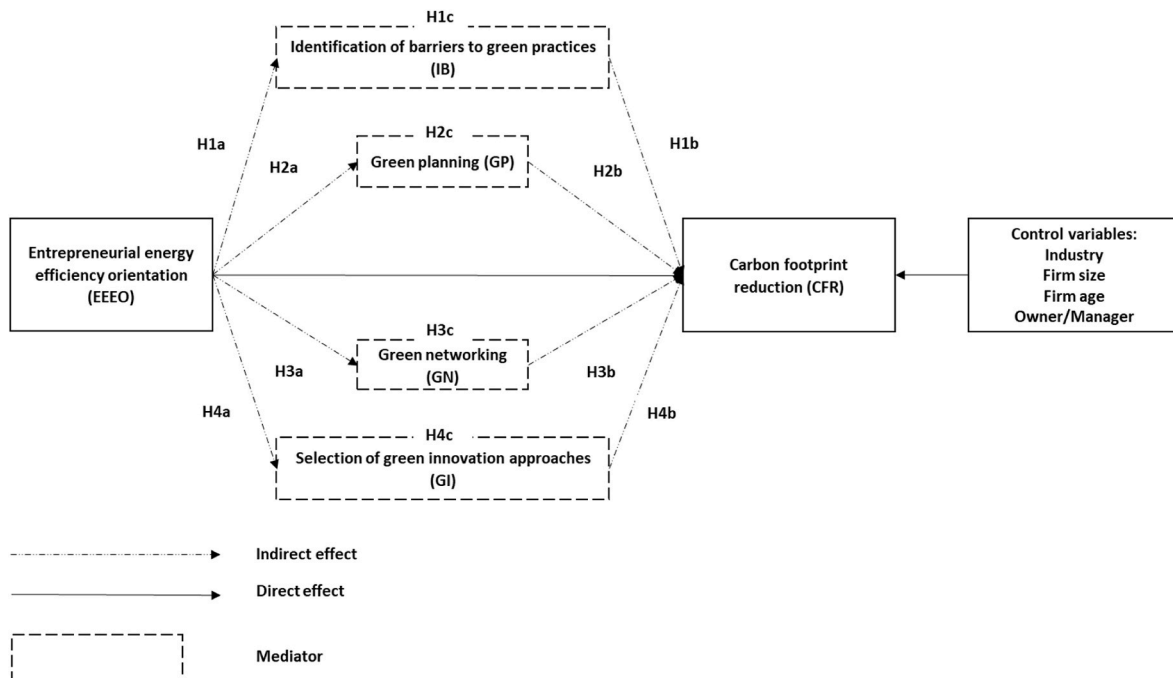 H1c
Identification of barriers to green practices
(IB)
H1a
H1b
H2c
Green planning (GP)
H2a
H2b
Entrepreneurial energy
efficiency orientation
(EEEO)
Carbon footprint
reduction (CFR)
Control variables:
Industry
Firm size
Firm age
Owner/Manager
H3c
Green networking
(GN)
H3a
H3b
H4a
H4b
H4c
Selection of green innovation approaches
(GI)
Indirect effect
Direct effect
Mediator